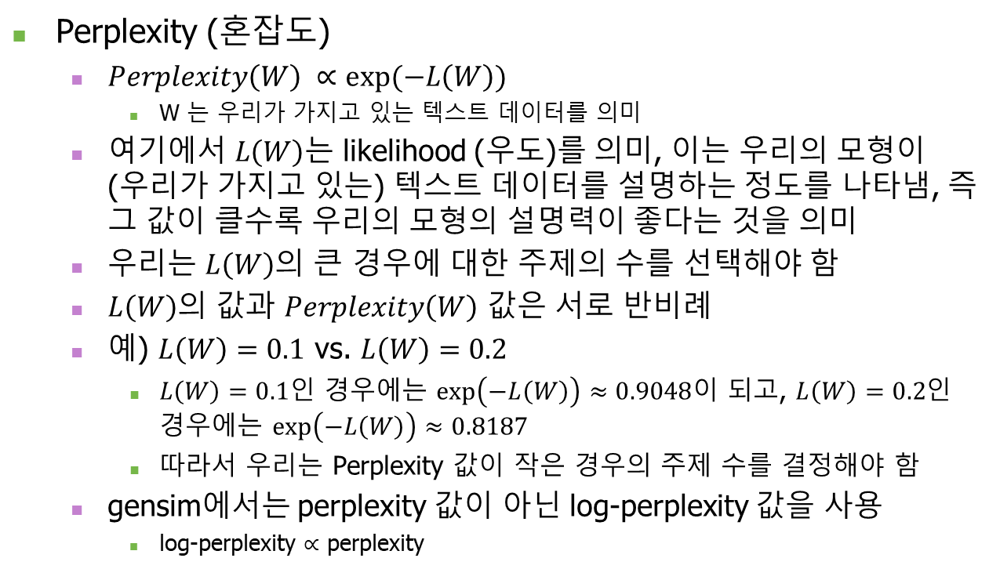 Perplexity (혼잡도)
Perplexity(W) ∝ exp(−L(W))
W 는 우리가 가지고 있는 텍스트 데이터를 의미
여기에서 L(W)는 likelihood (우도)를 의미, 이는 우리의 모형이
(우리가 가지고 있는) 텍스트 데이터를 설명하는 정도를 나타냄, 즉
그 값이 클수록 우리의 모형의 설명력이 좋다는 것을 의미
우리는 L(W)의 큰 경우에 대한 주제의 수를 선택해야 함
L(W)의 값과 Perplexity(W) 값은 서로 반비례
예) L(W) = 0.1 vs. L(W) = 0.2
L(W) = 0.1인 경우에는 exp(−L(W)) ≈ 0.9048이 되고, L(W) = 0.2인
경우에는 exp(−L(W)) ≈ 0.8187
따라서 우리는 Perplexity 값이 작은 경우의 주제 수를 결정해야 함
gensim에서는 perplexity 값이 아닌 log-perplexity 값을 사용
log-perplexity ∝ perplexity